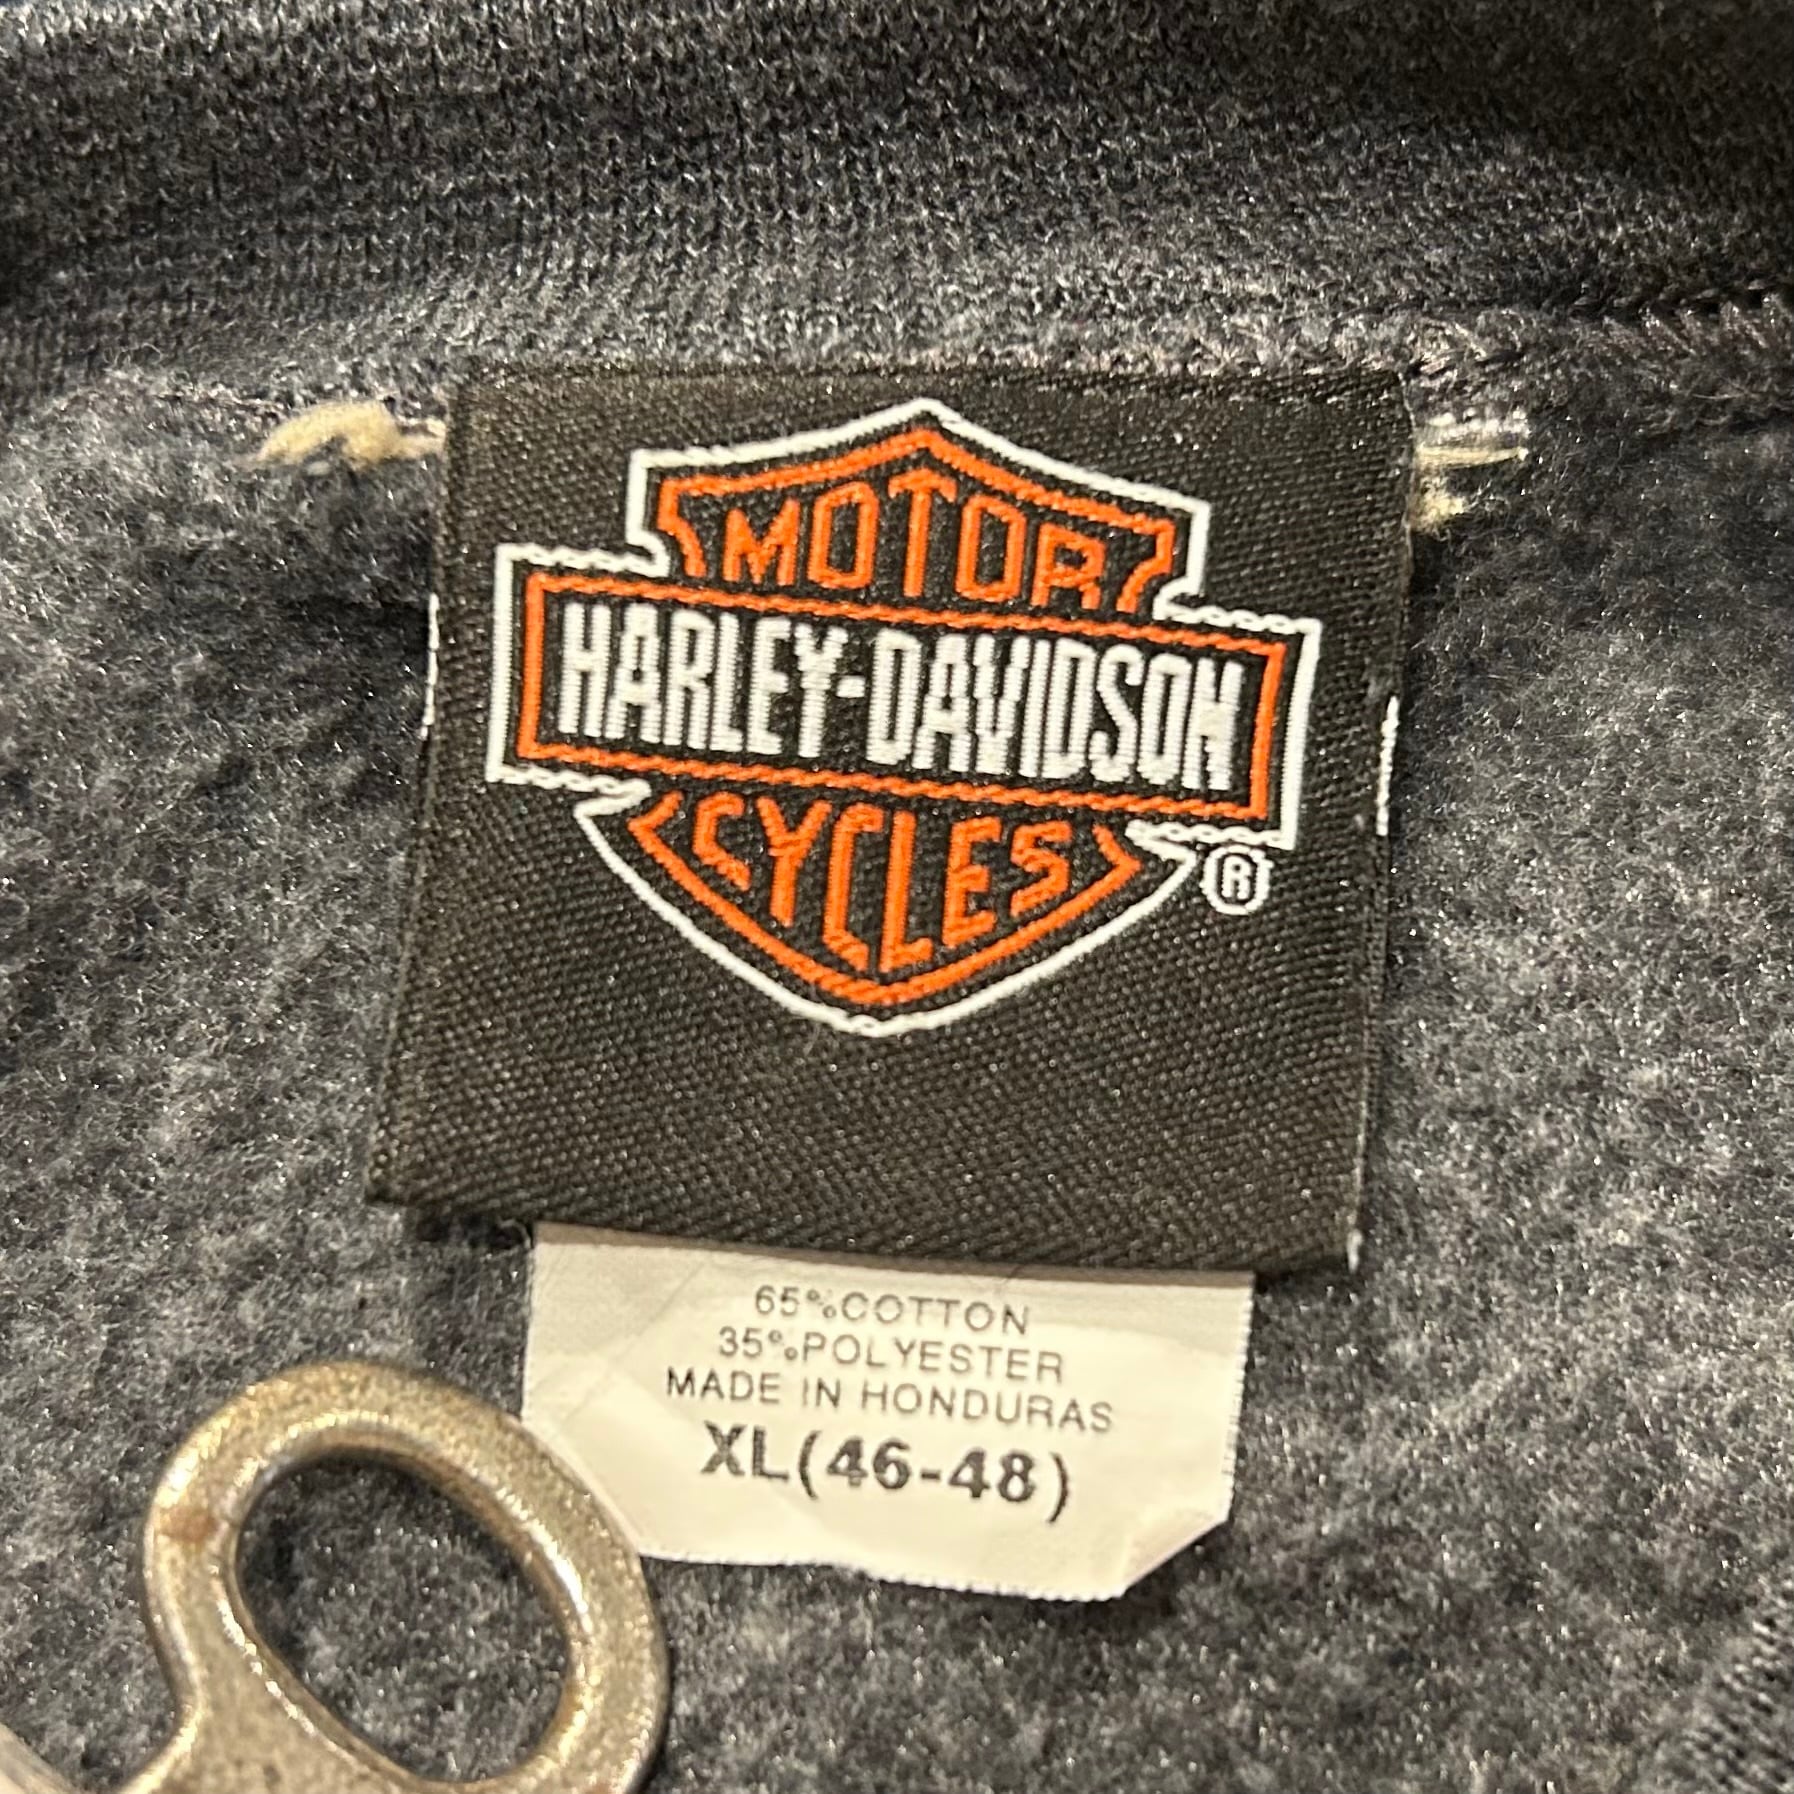 MOTOR
HARLEY-DAVIDSON
CYCLES
®
65%COTTON
35%POLYESTER
MADE IN HONDURAS
XL(46-48)